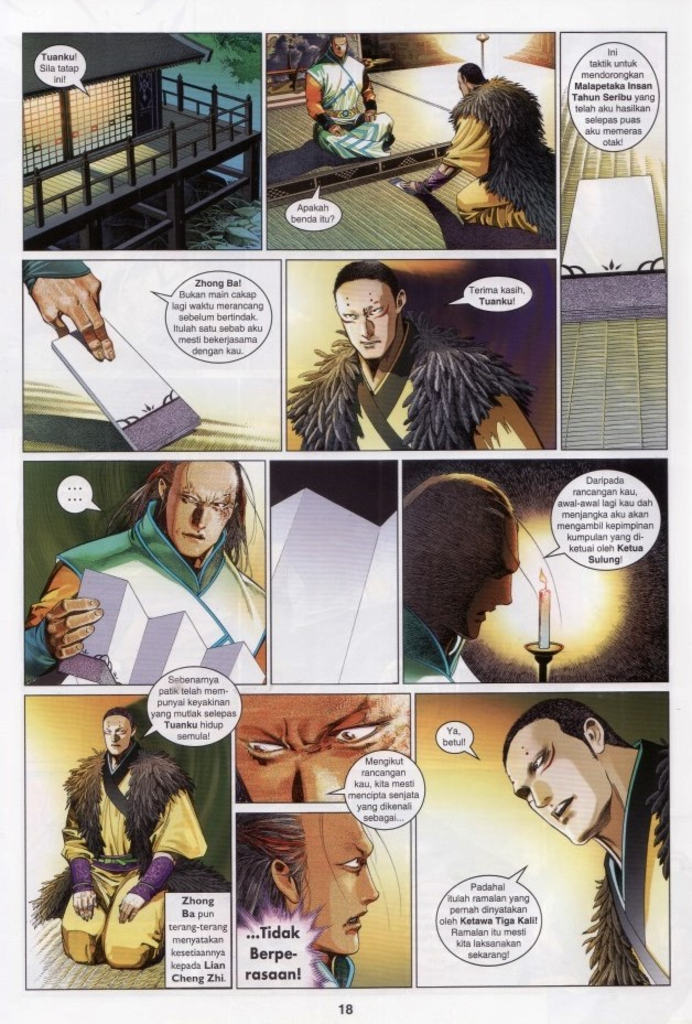 Tuanku!
Sila tatap
ini!
Apakah
benda itu?
Ini
taktik untuk
mendorongkan
Malapetaka Insan
Tahun Seribu yang
telah aku hasilkan
selepas puas
aku memeras
otak!
Zhong Ba!
Bukan main cakap
lagi waktu merancang
sebelum bertindak.
Itulah satu sebab aku
mesti bekerjasama
dengan kau.
Terima kasih,
Tuanku!
...
...
Daripada
rancangan kau,
awal-awal lagi kau dah
menjangka aku akan
mengambil kepimpinan
kumpulan yang di-
ketuai oleh Ketua
Sulung!
Sebenarnya
patik telah mem-
punyai keyakinan
yang mutlak selepas
Tuanku hidup
semula!
Zhong
Ba pun
terang-terang
menyatakan
kesetiaannya
kepada Lian
Cheng Zhi.
Mengikut
rancangan
kau, kita mesti
mencipta senjata
yang dikenali
sebagai...
...Tidak
Berpe-
rasaan!
Ya,
betul!
Padahal
itulah ramalan yang
pernah dinyatakan
oleh Ketawa Tiga Kali!
Ramalan itu mesti
kita laksanakan
sekarang!
18